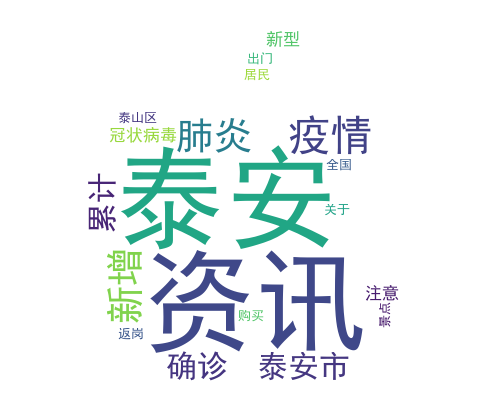 新型
出门
居民
泰山区
冠状病毒
肺炎
疫情
全国
泰安
累计
关于
资讯
新增
注意
景点
购买
返岗
确诊
泰安市